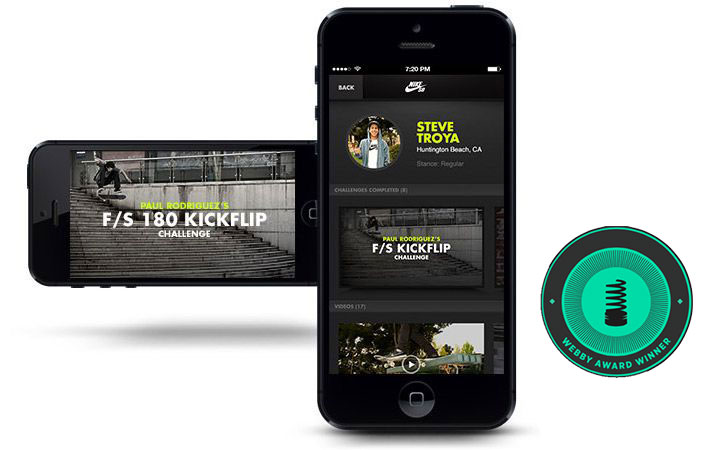 PAUL RODRIGUEZ'S
F/S 180 KICKFLIP
CHALLENGE
7:20 PM
BACK
NIKE
SB
STEVE
TROYA
Huntington Beach, CA
Stance: Regular
CHALLENGES COMPLETED (8)
PAUL RODRIGUEZ'S
F/S KICKFLIP
CHALLENGE
VIDEOS (17)
WEBBY AWARD WINNER